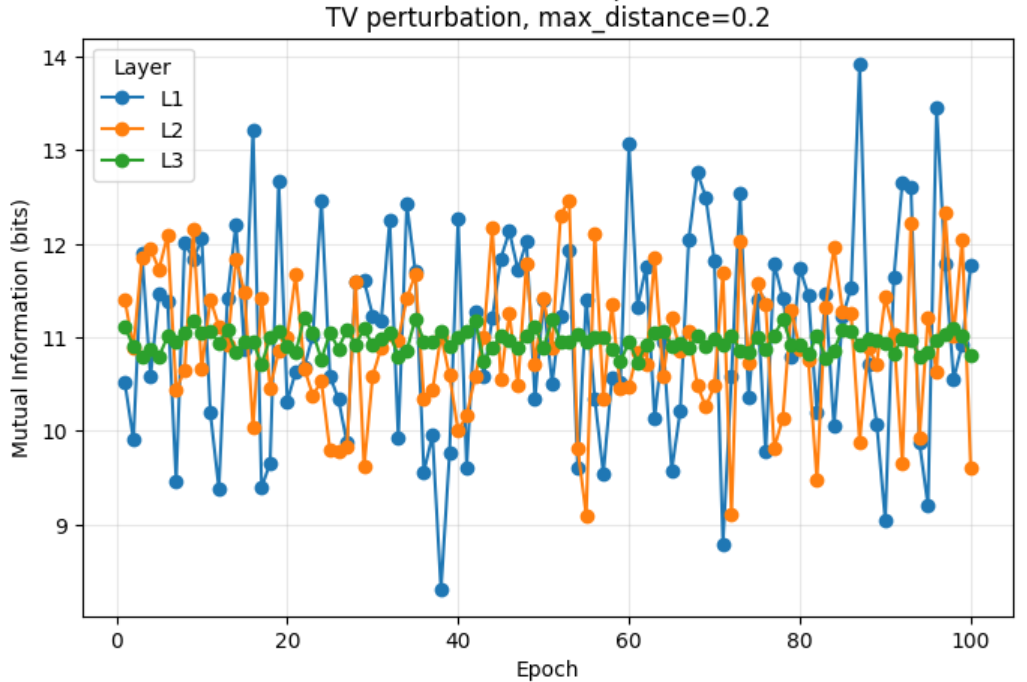 TV perturbation, max_distance=0.2
14
13
12
11
10
9
Mutual Information (bits)
Layer
L1
L2
L3
0
20
40
60
80
100
Epoch